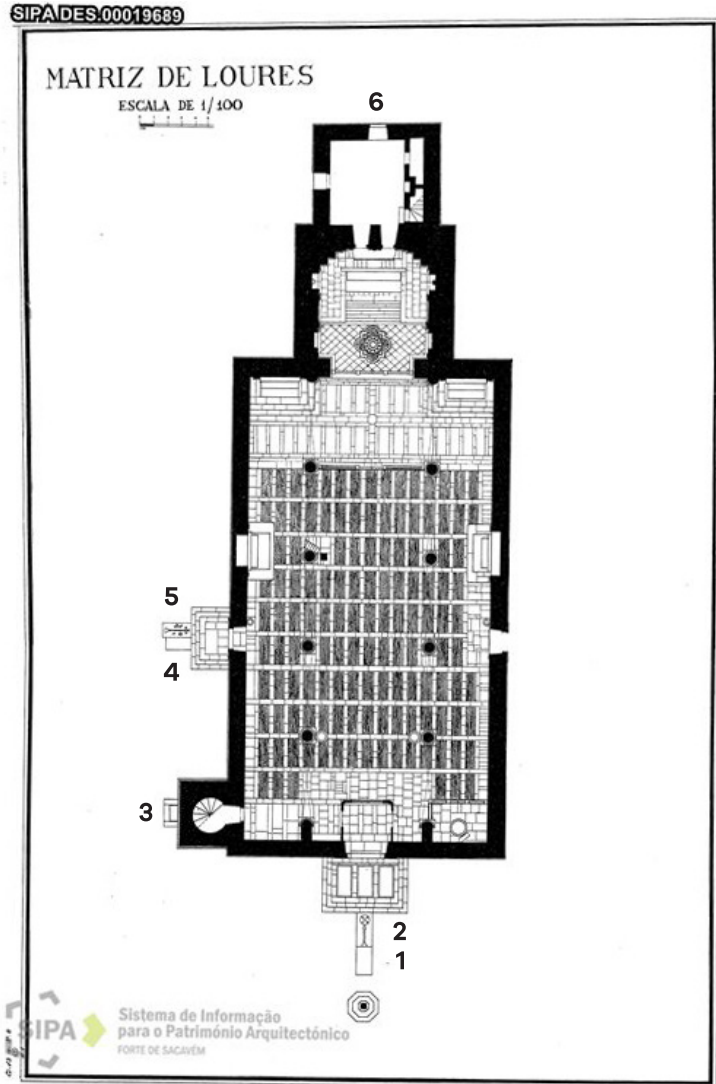 SIPA DES.00019689
MATRIZ DE LOURES
ESCALA DE 1/100
6
5
4
3
2
1
SIPA
Sistema de Informação
para o Património Arquitectónico
FORTE DE SACAVÉM